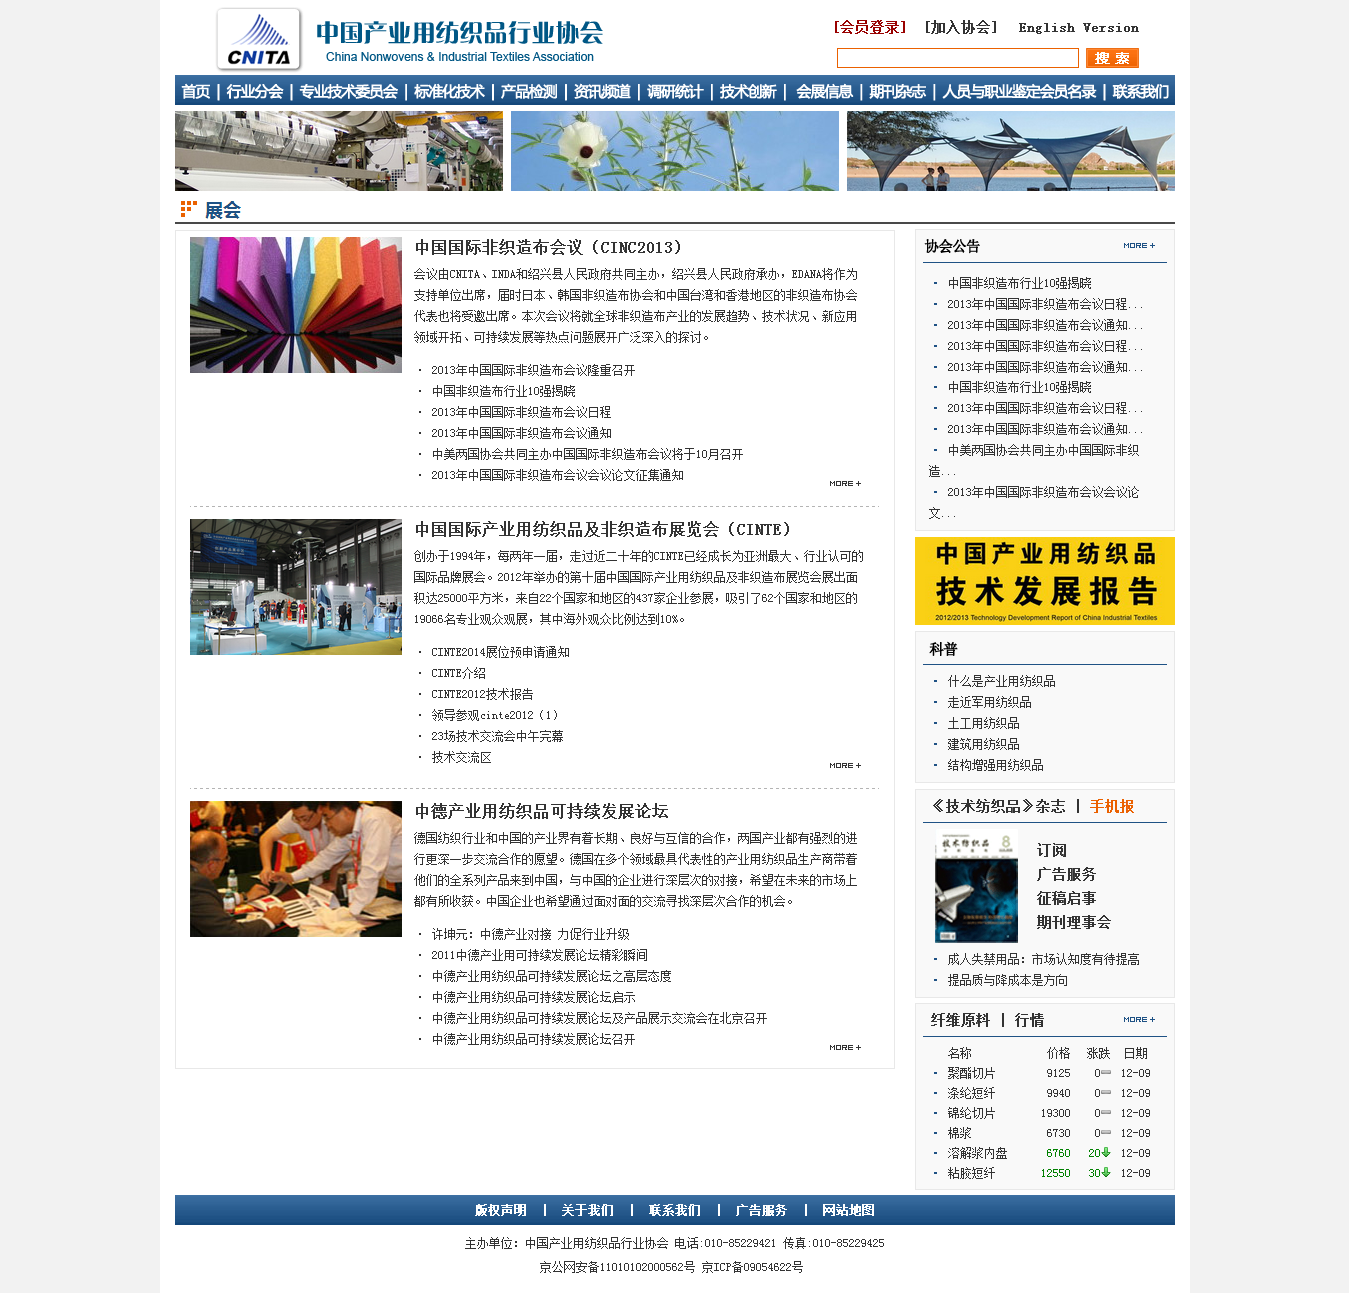 CNITA
中国产业用纺织品行业协会
China Nonwovens & Industrial Textiles Association
[会员登录] [加入协会] English Version
搜 索
首页 | 行业分会 | 专业技术委员会 | 标准化技术 | 产品检测 | 资讯频道 | 调研统计 | 技术创新 | 会展信息 | 期刊杂志 | 人员与职业鉴定会员名录 | 联系我们
展会
中国国际非织造布会议（CINC2013）
会议由CNITA、INDA和绍兴县人民政府共同主办，绍兴县人民政府承办，EDANA将作为
支持单位出席，届时日本、韩国非织造布协会和中国台湾和香港地区的非织造布协会
代表也将受邀出席。本次会议将就全球非织造布产业的发展趋势、技术状况、新应用
领域开拓、可持续发展等热点问题展开广泛深入的探讨。
· 2013年中国国际非织造布会议隆重召开
· 中国非织造布行业10强揭晓
· 2013年中国国际非织造布会议日程
· 2013年中国国际非织造布会议通知
· 中美两国协会共同主办中国国际非织造布会议将于10月召开
· 2013年中国国际非织造布会议会议论文征集通知
MORE +
中国国际产业用纺织品及非织造布展览会（CINTE）
创办于1994年，每两年一届，走过近二十年的CINTE已经成长为亚洲最大、行业认可的
国际品牌展会。2012年举办的第十届中国国际产业用纺织品及非织造布展览会展出面
积达25000平方米，来自22个国家和地区的437家企业参展，吸引了62个国家和地区的
19066名专业观众观展，其中海外观众比例达到10%。
· CINTE2014展位预申请通知
· CINTE介绍
· CINTE2012技术报告
· 领导参观cinte2012（1）
· 23场技术交流会中午完幕
· 技术交流区
MORE +
中德产业用纺织品可持续发展论坛
德国纺织行业和中国的产业界有着长期、良好与互信的合作，两国产业都有强烈的进
行更深一步交流合作的愿望。德国在多个领域最具代表性的产业用纺织品生产商带着
他们的全系列产品来到中国，与中国的企业进行深层次的对接，希望在未来的市场上
都有所收获。中国企业也希望通过面对面的交流寻找深层次合作的机会。
· 许坤元：中德产业对接 力促行业升级
· 2011中德产业用可持续发展论坛精彩瞬间
· 中德产业用纺织品可持续发展论坛之高层态度
· 中德产业用纺织品可持续发展论坛启示
· 中德产业用纺织品可持续发展论坛及产品展示交流会在北京召开
· 中德产业用纺织品可持续发展论坛召开
MORE +
协会公告 MORE +
中国非织造布行业10强揭晓
2013年中国国际非织造布会议日程...
2013年中国国际非织造布会议通知...
2013年中国国际非织造布会议日程...
2013年中国国际非织造布会议通知...
中国非织造布行业10强揭晓
2013年中国国际非织造布会议日程...
2013年中国国际非织造布会议通知...
中美两国协会共同主办中国国际非织
造...
2013年中国国际非织造布会议会议论
文...
中国产业用纺织品
技术发展报告
2012/2013 Technology Development Report of China Industrial Textiles
科普
什么是产业用纺织品
走近军用纺织品
土工用纺织品
建筑用纺织品
结构增强用纺织品
《技术纺织品》杂志 | 手机报
技术纺织品 8
订阅
广告服务
征稿启事
期刊理事会
成人失禁用品：市场认知度有待提高
提品质与降成本是方向
纤维原料 | 行情 MORE +
名称 价格 涨跌 日期
聚酯切片 9125 0 12-09
涤纶短纤 9940 0 12-09
锦纶切片 19300 0 12-09
棉浆 6730 0 12-09
溶解浆内盘 6760 20 12-09
粘胶短纤 12550 30 12-09
版权声明 | 关于我们 | 联系我们 | 广告服务 | 网站地图
主办单位：中国产业用纺织品行业协会 电话:010-85229421 传真:010-85229425
京公网安备11010102000562号 京ICP备09054622号